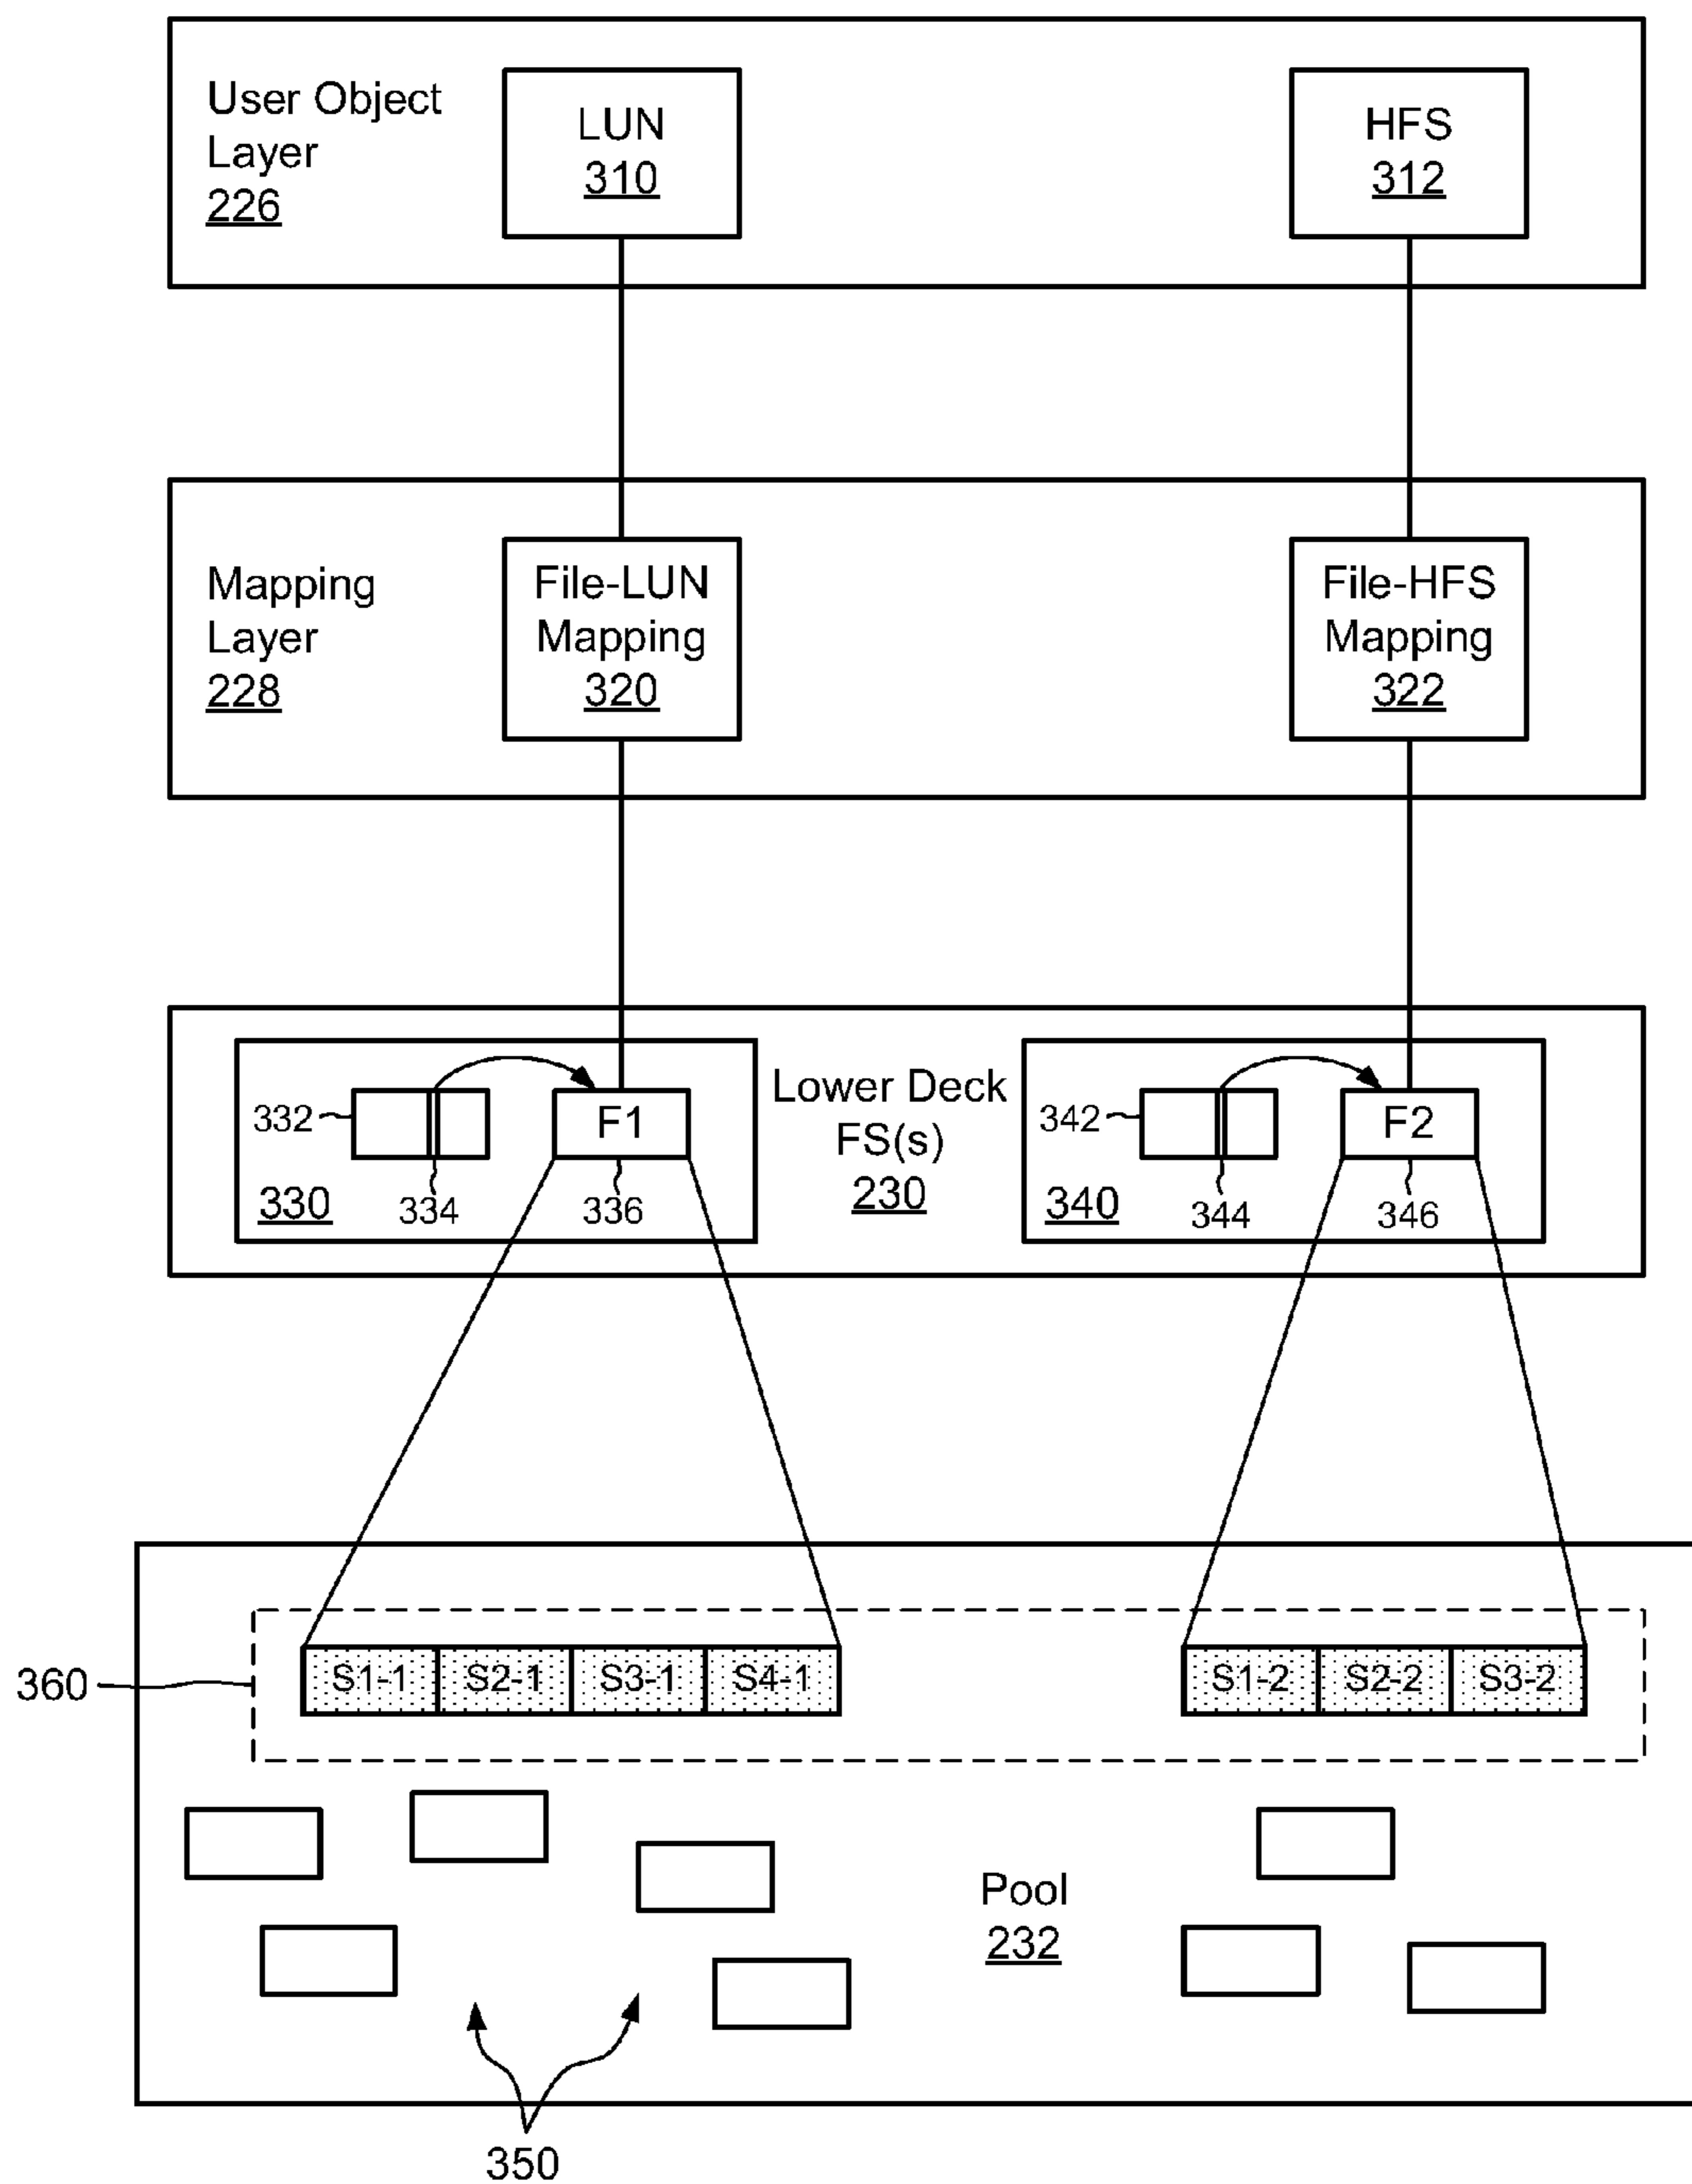 User Object
Layer
226
LUN
310
HFS
312
Mapping
Layer
228
File-LUN
Mapping
320
File-HFS
Mapping
322
332
334
330
F1
336
Lower Deck
FS(s)
230
342
344
340
F2
346
360
S1-1 S2-1 S3-1 S4-1
S1-2 S2-2 S3-2
Pool
232
350